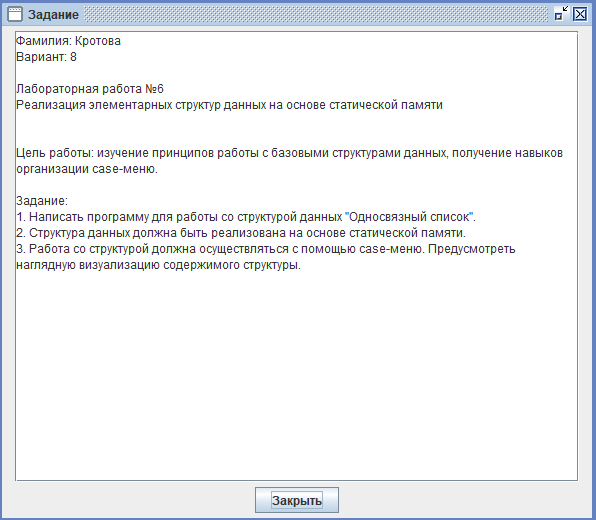 Задание
Фамилия: Кротова
Вариант: 8
Лабораторная работа №6
Реализация элементарных структур данных на основе статической памяти
Цель работы: изучение принципов работы с базовыми структурами данных, получение навыков
организации case-меню.
Задание:
1. Написать программу для работы со структурой данных "Односвязный список".
2. Структура данных должна быть реализована на основе статической памяти.
3. Работа со структурой должна осуществляться с помощью case-меню. Предусмотреть
наглядную визуализацию содержимого структуры.
Закрыть